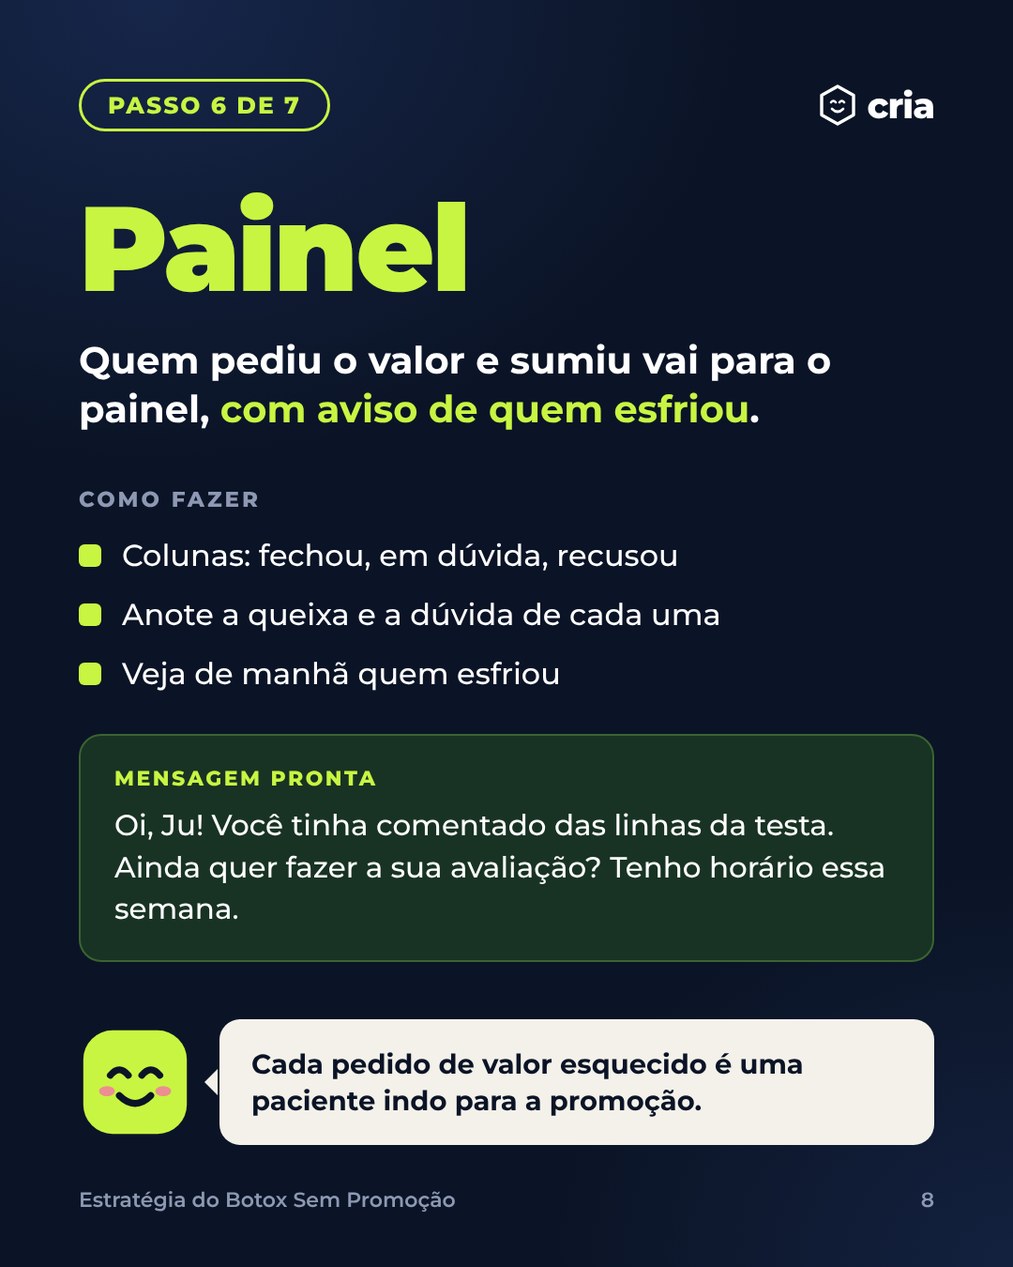 PASSO 6 DE 7
cria
Painel
Quem pediu o valor e sumiu vai para o
painel, com aviso de quem esfriou.
COMO FAZER
Colunas: fechou, em dúvida, recusou
Anote a queixa e a dúvida de cada uma
Veja de manhã quem esfriou
MENSAGEM PRONTA
Oi, Ju! Você tinha comentado das linhas da testa.
Ainda quer fazer a sua avaliação? Tenho horário essa
semana.
Cada pedido de valor esquecido é uma
paciente indo para a promoção.
Estratégia do Botox Sem Promoção
8